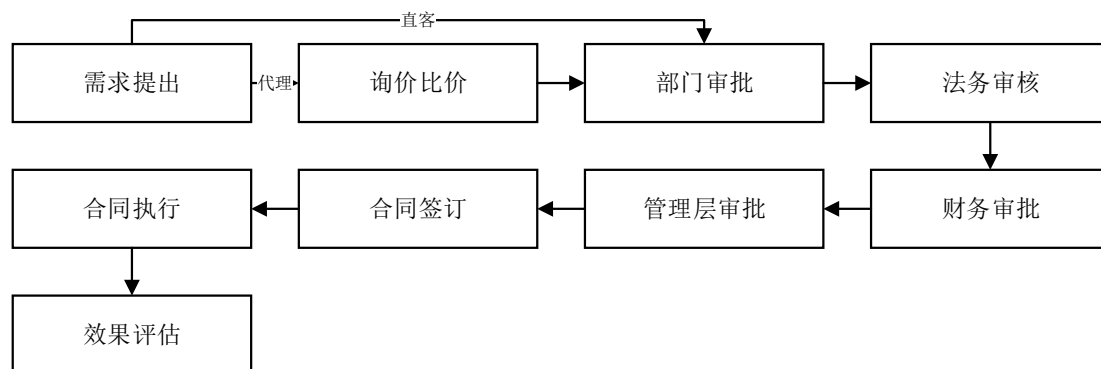 直客
需求提出
代理
询价比价
部门审批
法务审核
合同执行
合同签订
管理层审批
财务审批
效果评估